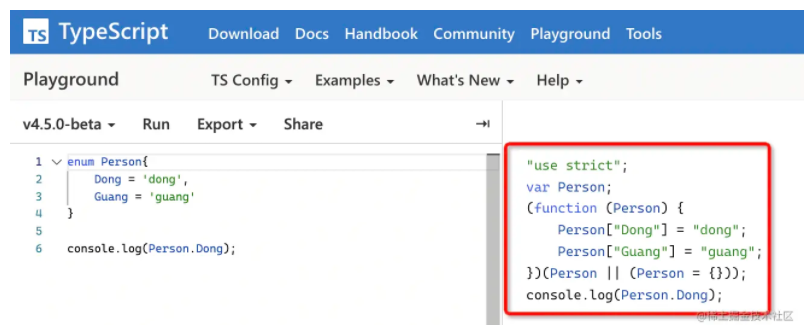 TS TypeScript Download Docs Handbook Community Playground Tools
Playground TS Config Examples What's New Help
v4.5.0-beta Run Export Share
1 enum Person{
2 Dong = 'dong',
3 Guang = 'guang'
4 }
5
6 console.log(Person.Dong);
"use strict";
var Person;
(function (Person) {
Person["Dong"] = "dong";
Person["Guang"] = "guang";
})(Person || (Person = {}));
console.log(Person.Dong);
@稀土掘金技术社区